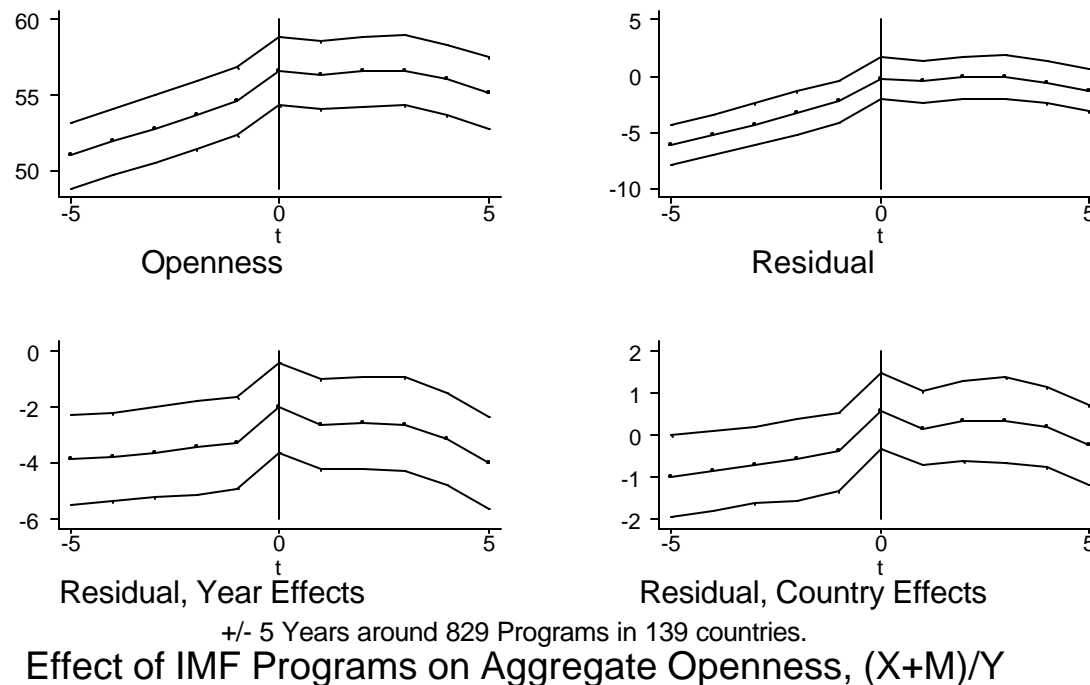 60
55
50
-5 0 5
t
Openness
5
0
-5
-10
-5 0 5
t
Residual
0
-2
-4
-6
-5 0 5
t
Residual, Year Effects
2
1
0
-1
-2
-5 0 5
t
Residual, Country Effects
+/- 5 Years around 829 Programs in 139 countries.
Effect of IMF Programs on Aggregate Openness, (X+M)/Y